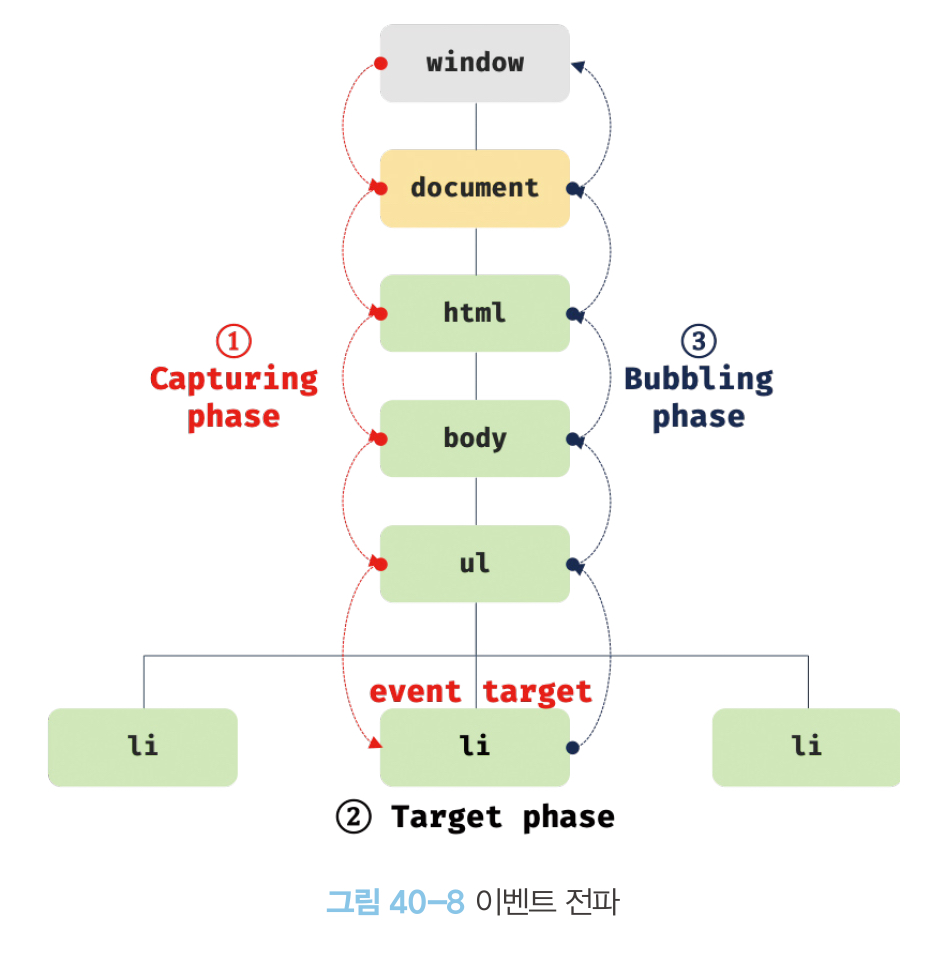 window
document
html
①
Capturing
phase
③
Bubbling
phase
body
ul
event target
li
li
li
② Target phase
그림 40-8 이벤트 전파